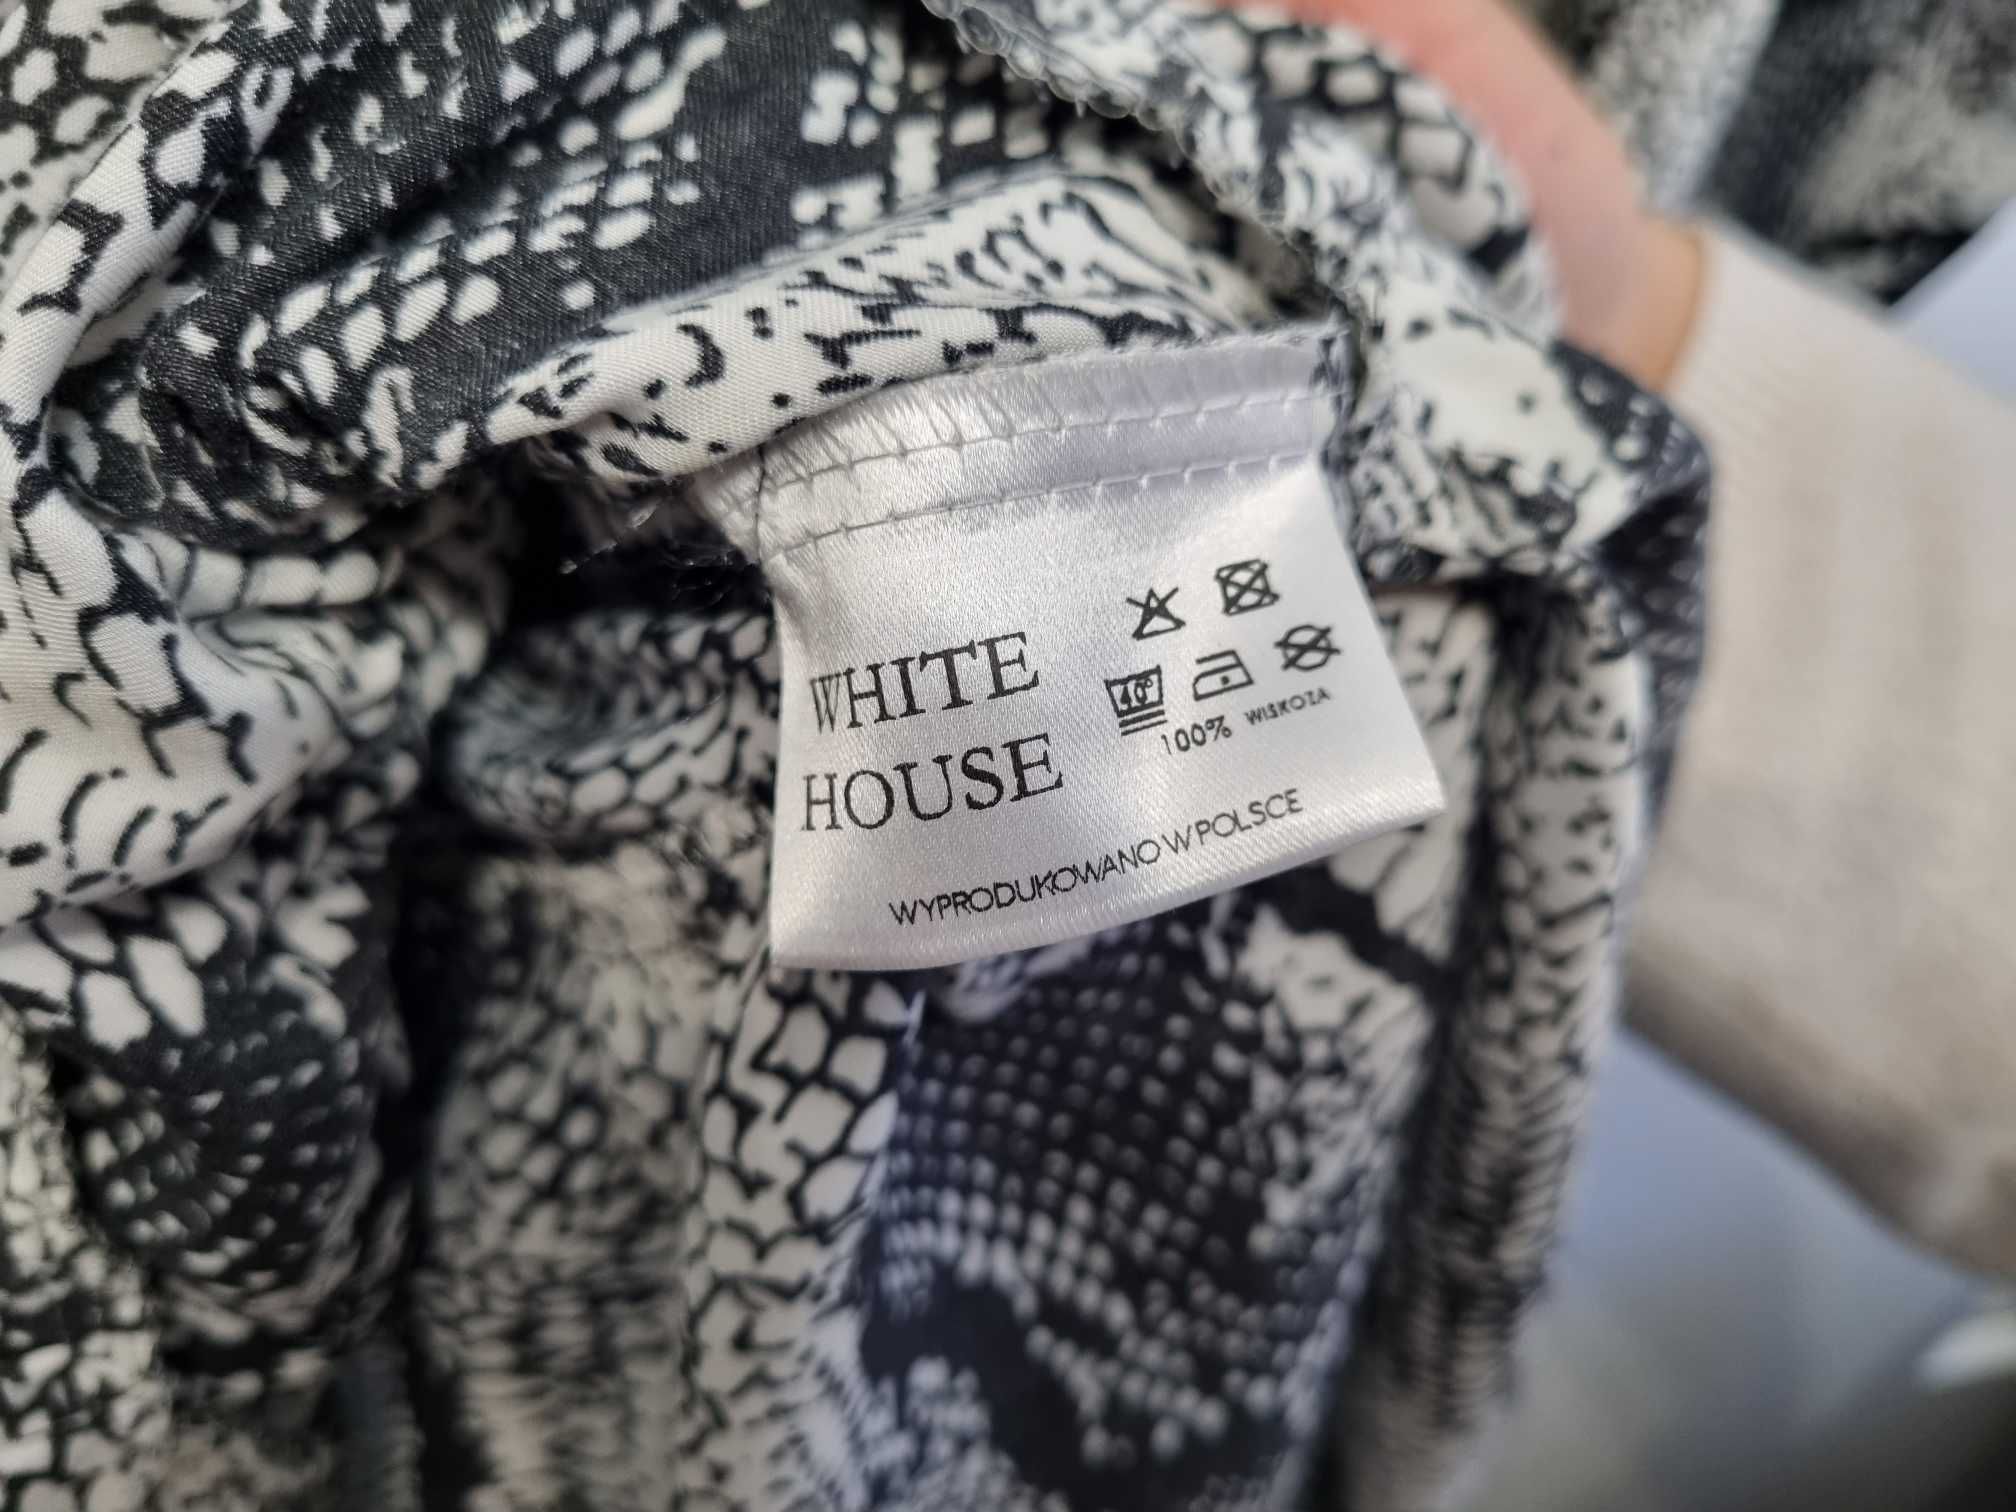 WHITE
HOUSE
40°
100% WISKOZA
WYPRODUKOWANO W POLSCE